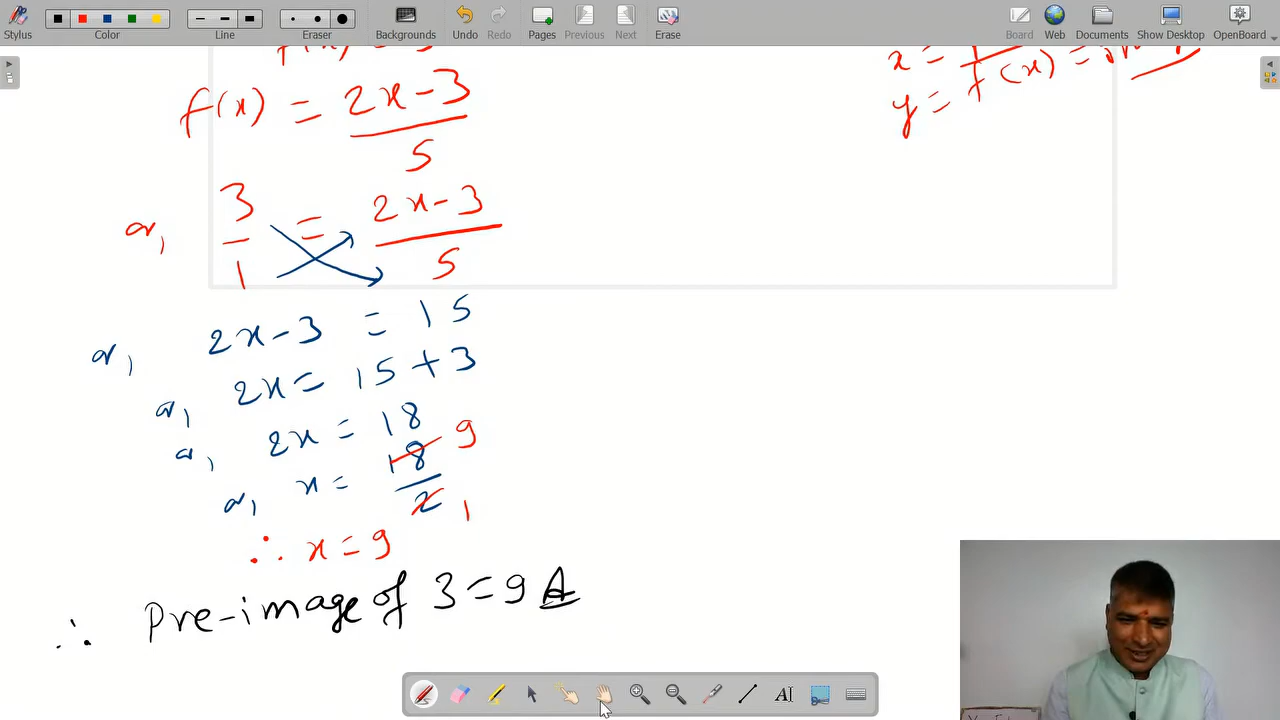 Stylus Color Line Eraser Backgrounds Undo Redo Pages Previous Next Erase Board Web Documents Show Desktop OpenBoard
x =
f(x) =
y =
f(x) = 2x-3
5
or, 3/1 = 2x-3/5
or, 2x-3 = 15
or, 2x = 15+3
or, 2x = 18
or, x = 18/2 9 1
∴ x = 9
∴ Pre-image of 3 = 9 A